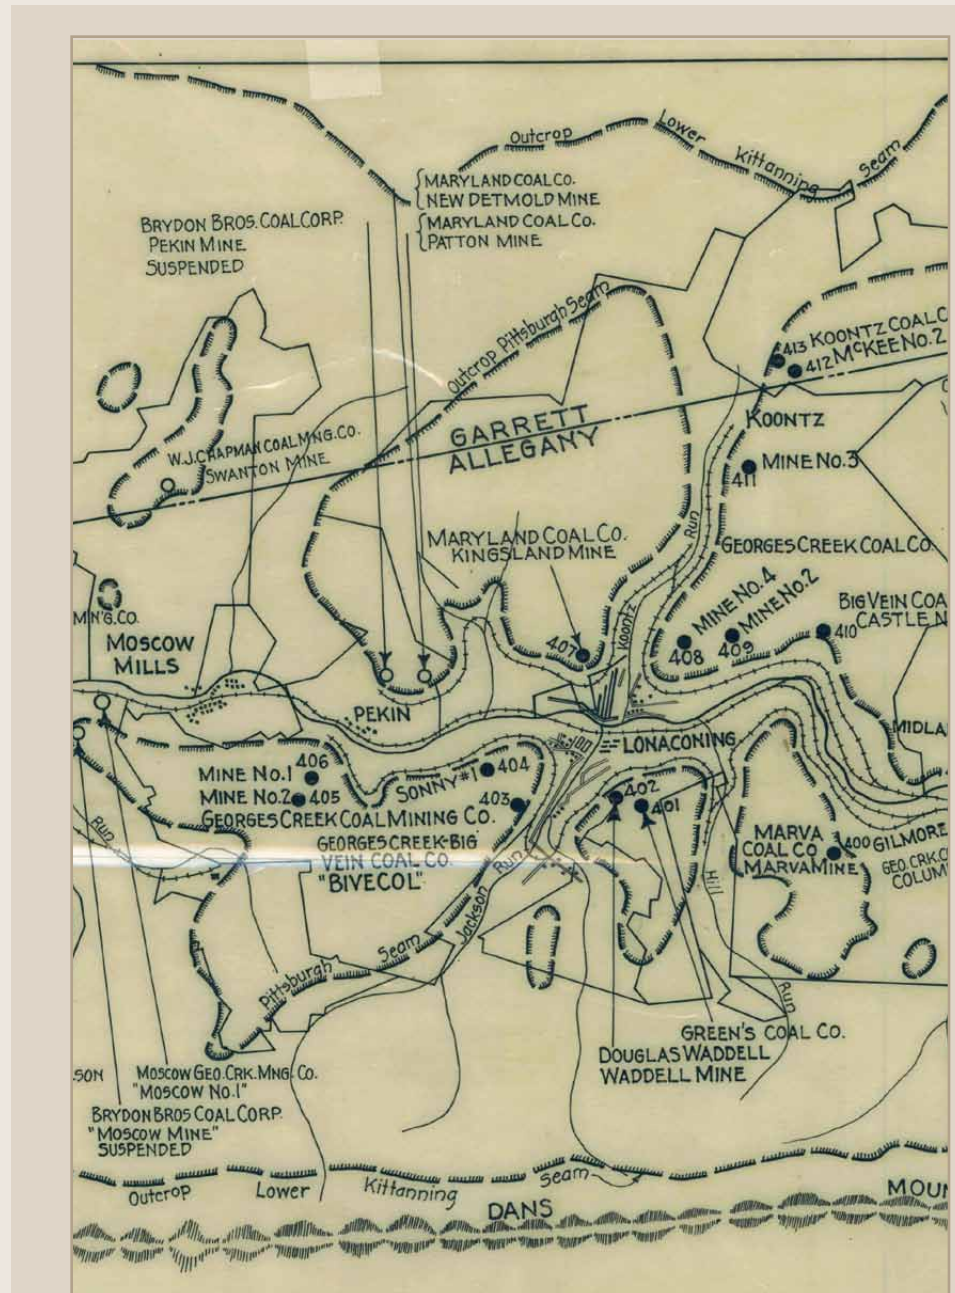 Outcrop Lower Kittanning Seam
MARYLAND COAL CO.
NEW DETMOLD MINE
MARYLAND COAL CO.
PATTON MINE
BRYDON BROS. COAL CORP.
PEKIN MINE
SUSPENDED
Outcrop Pittsburgh Seam
413 KOONTZ COAL C
412 McKEE No. 2
GARRETT
ALLEGANY
KOONTZ
W.J. CHAPMAN COAL MNG. CO.
SWANTON MINE
MINE No. 3
411
Run
MARYLAND COAL CO.
KINGSLAND MINE
GEORGES CREEK COAL CO.
MINE No. 4
MINE No. 2
BIG VEIN COA
CASTLE N
M'N'G. CO.
MOSCOW
MILLS
Koontz
407
408
409
410
PEKIN
MIDLA
LONACONING
MINE No. 1
406
SONNY #1
404
MINE No. 2
405
403
402
401
GEORGES CREEK COAL MINING CO.
GEORGES CREEK-BIG
VEIN COAL CO.
"BIVECOL"
MARVA
COAL CO
MARVA MINE
400 GILMORE
GEO. CRK. C
COLUM
Run
Jackson Run
Hill Run
Pittsburgh Seam
GREEN'S COAL CO.
DOUGLAS WADDELL
WADDELL MINE
SON
MOSCOW GEO. CRK. MNG. CO.
"MOSCOW No. 1"
BRYDON BROS COAL CORP.
"MOSCOW MINE"
SUSPENDED
Outcrop Lower Kittanning Seam
DANS MOUN